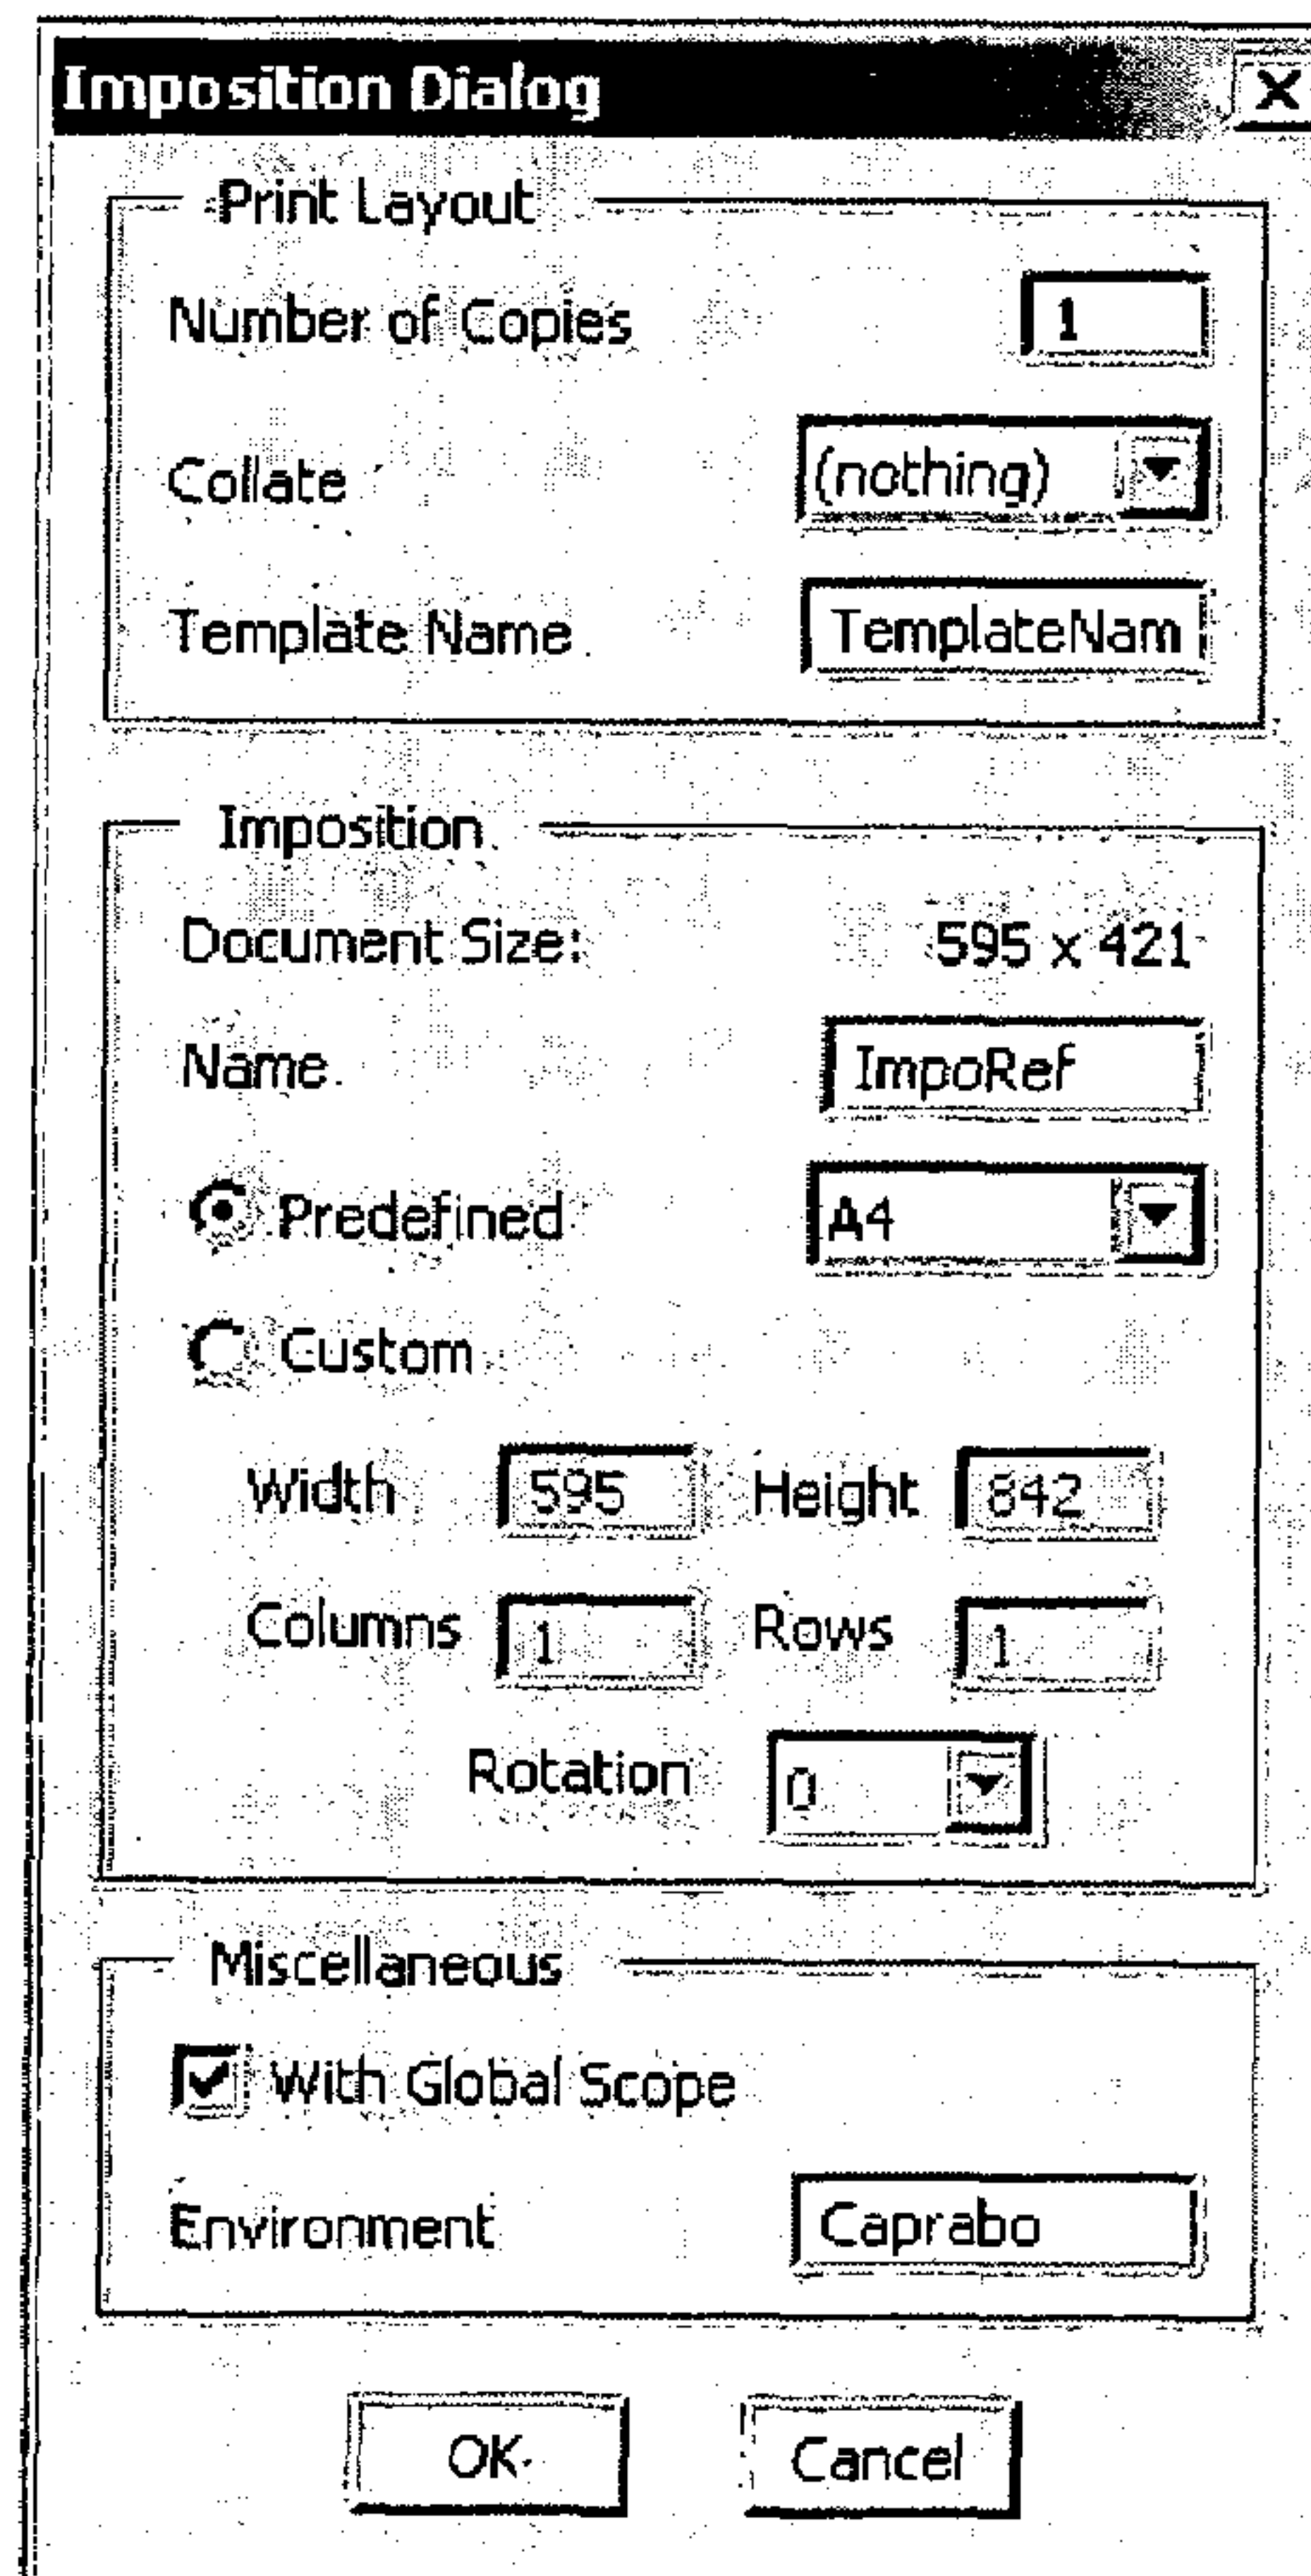 Imposition Dialog
Print Layout
Number of Copies 1
Collate (nothing)
Template Name TemplateNam
Imposition
Document Size: 595 x 421
Name ImpoRef
Predefined A4
Custom
Width 595 Height 842
Columns 1 Rows 1
Rotation 0
Miscellaneous
With Global Scope
Environment Caprabo
OK Cancel